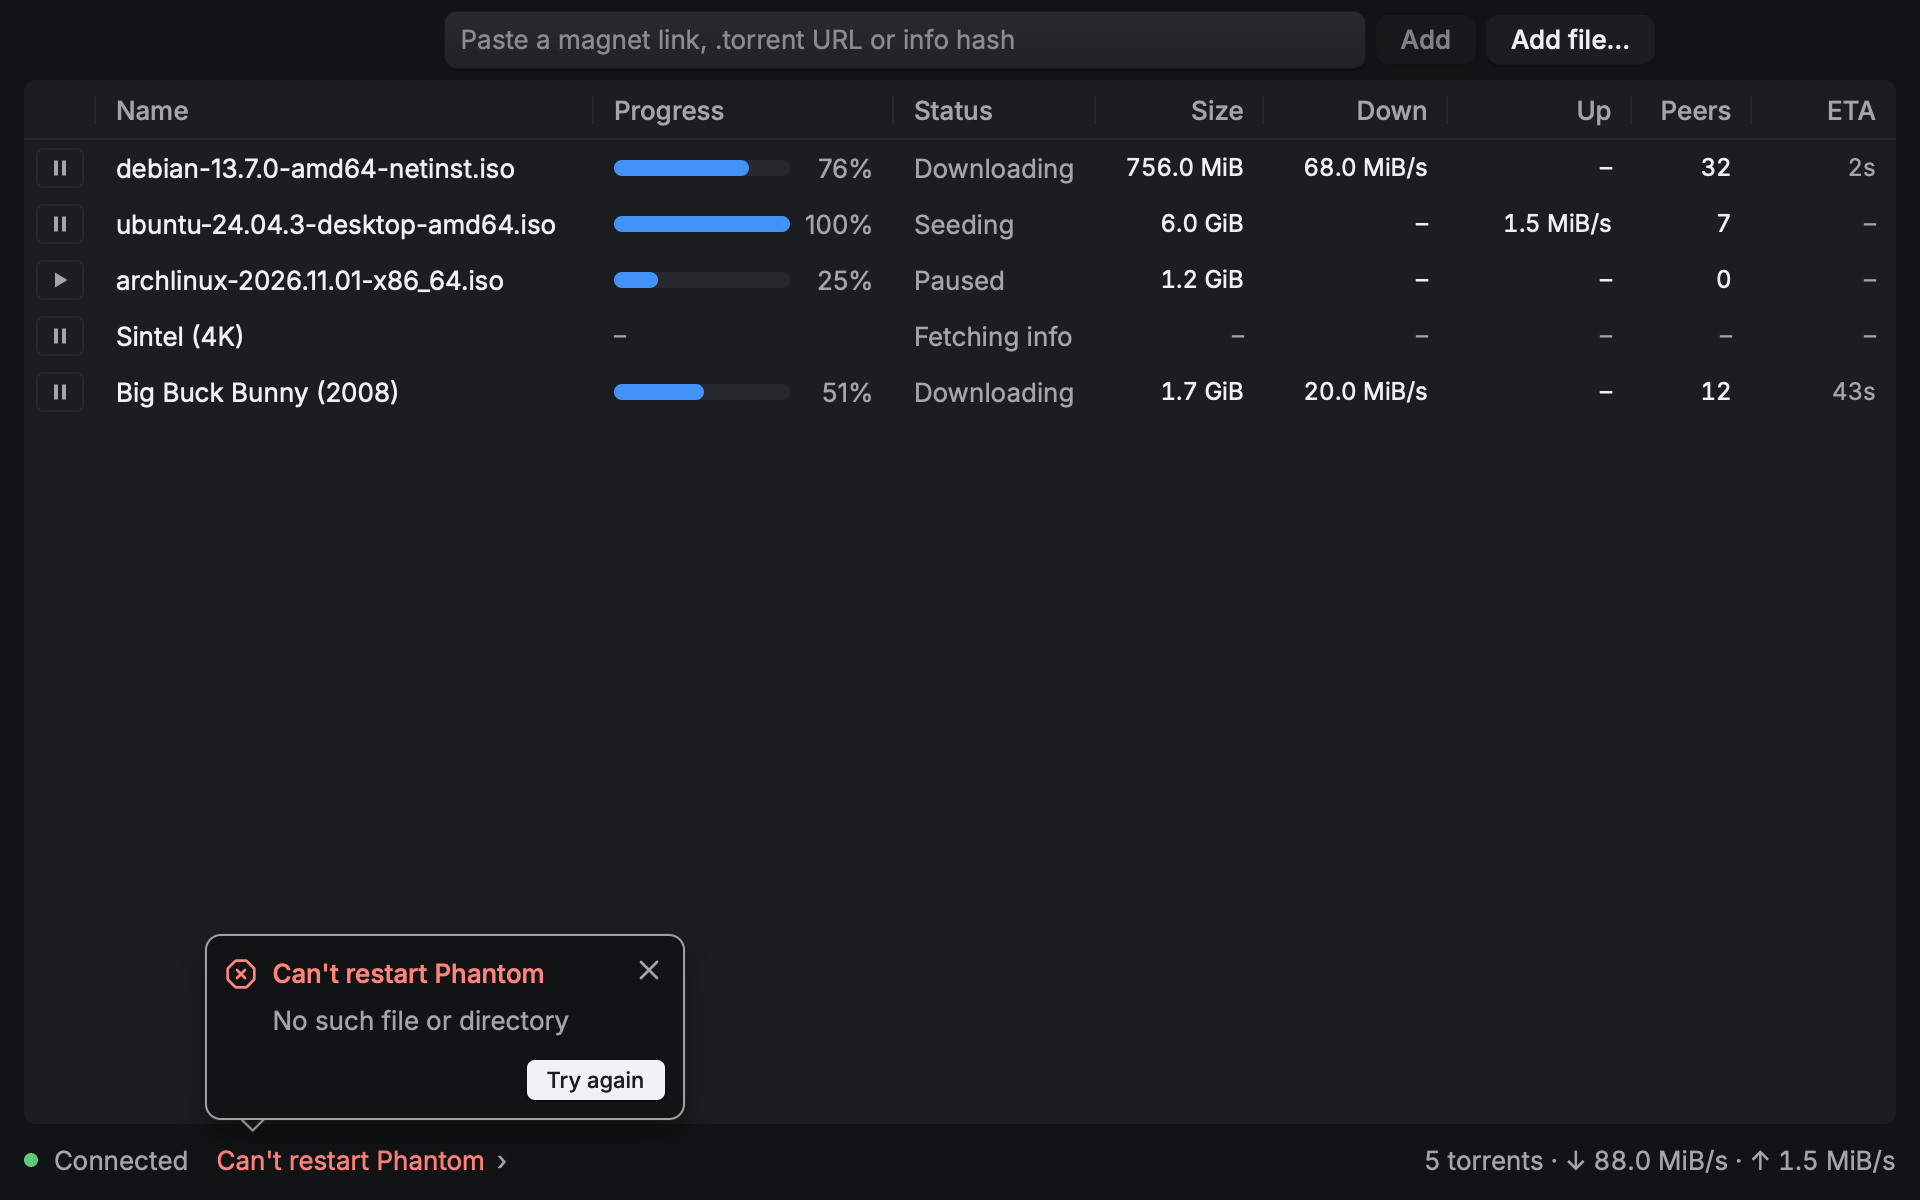 Paste a magnet link, .torrent URL or info hash Add Add file...
Name Progress Status Size Down Up Peers ETA
debian-13.7.0-amd64-netinst.iso 76% Downloading 756.0 MiB 68.0 MiB/s – 32 2s
ubuntu-24.04.3-desktop-amd64.iso 100% Seeding 6.0 GiB – 1.5 MiB/s 7 –
archlinux-2026.11.01-x86_64.iso 25% Paused 1.2 GiB – – 0 –
Sintel (4K) – Fetching info – – – – –
Big Buck Bunny (2008) 51% Downloading 1.7 GiB 20.0 MiB/s – 12 43s
Can't restart Phantom
No such file or directory
Try again
Connected Can't restart Phantom › 5 torrents · ↓ 88.0 MiB/s · ↑ 1.5 MiB/s